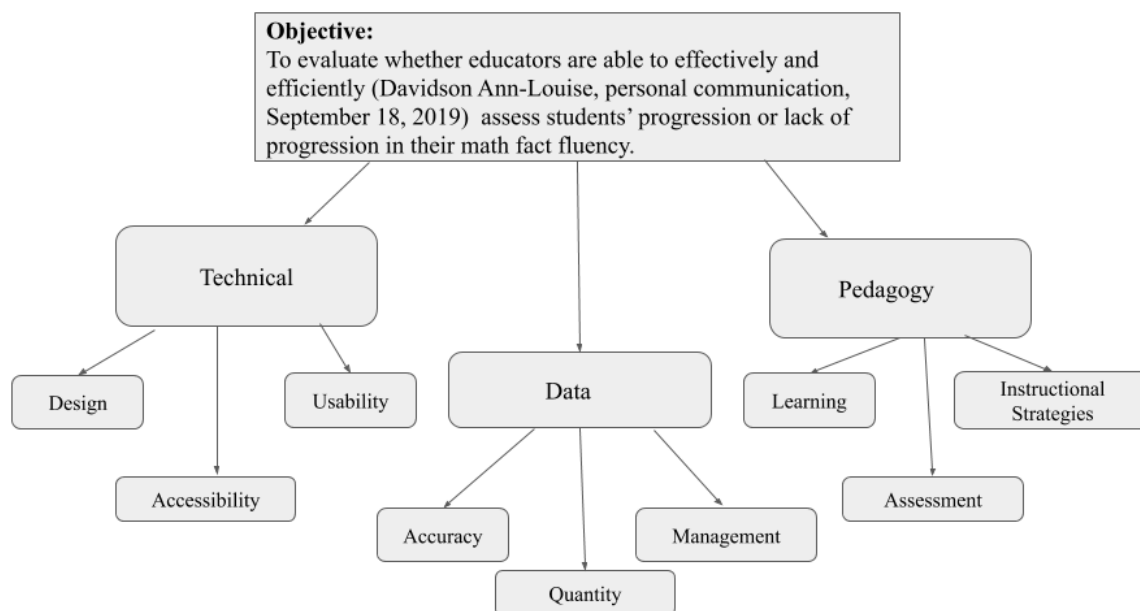 Objective:
To evaluate whether educators are able to effectively and
efficiently (Davidson Ann-Louise, personal communication,
September 18, 2019)  assess students’ progression or lack of
progression in their math fact fluency.
Technical
Pedagogy
Design
Usability
Data
Learning
Instructional
Strategies
Accessibility
Assessment
Accuracy
Management
Quantity